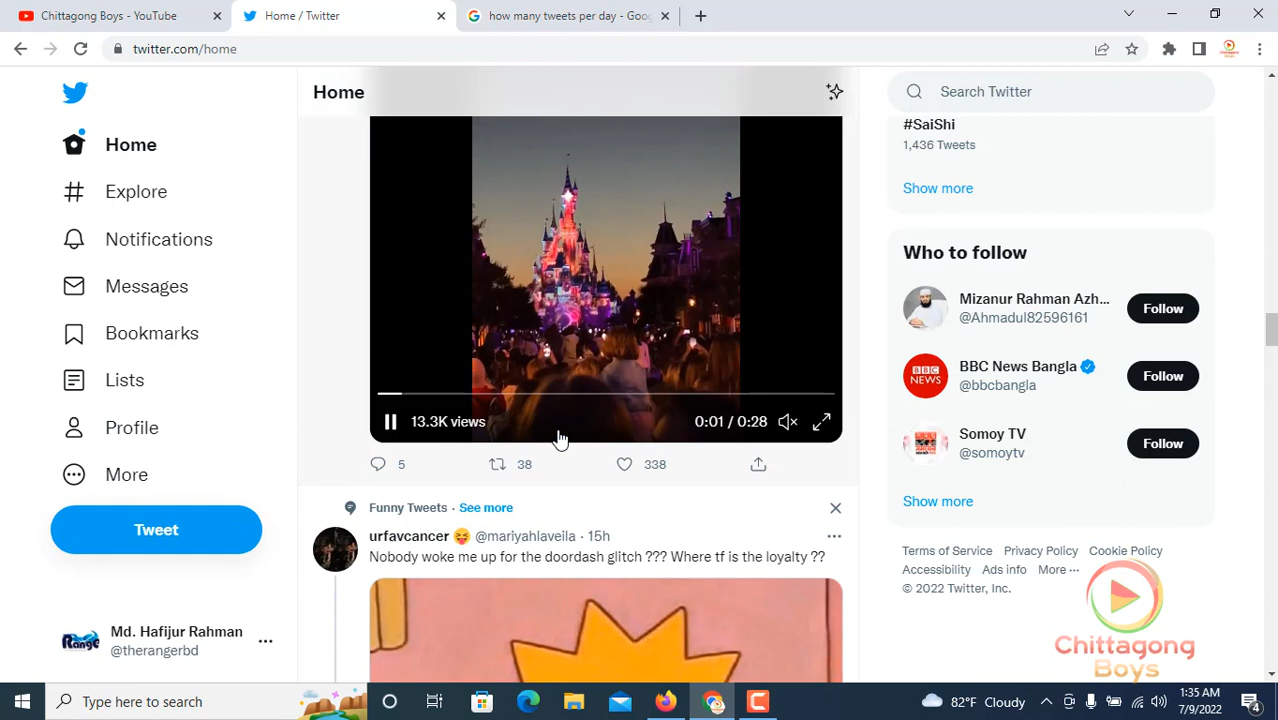 Chittagong Boys - YouTube
Home / Twitter
how many tweets per day - Goo
twitter.com/home
Home
Search Twitter
#SaiShi
1,436 Tweets
Show more
Home
Explore
Notifications
Messages
Bookmarks
Lists
Profile
More
Tweet
Who to follow
Mizanur Rahman Azh...
@Ahmadul82596161
Follow
BBC NEWS
BBC News Bangla
@bbcbangla
Follow
Somoy TV
@somoytv
Follow
Show more
13.3K views
0:01 / 0:28
5
38
338
Funny Tweets · See more
urfavcancer @mariyahlaveila · 15h
Nobody woke me up for the doordash glitch ??? Where tf is the loyalty ??
Terms of Service Privacy Policy Cookie Policy
Accessibility Ads info More ···
© 2022 Twitter, Inc.
Chittagong
Boys
Range
Md. Hafijur Rahman
@therangerbd
Type here to search
82°F Cloudy
1:35 AM
7/9/2022
4